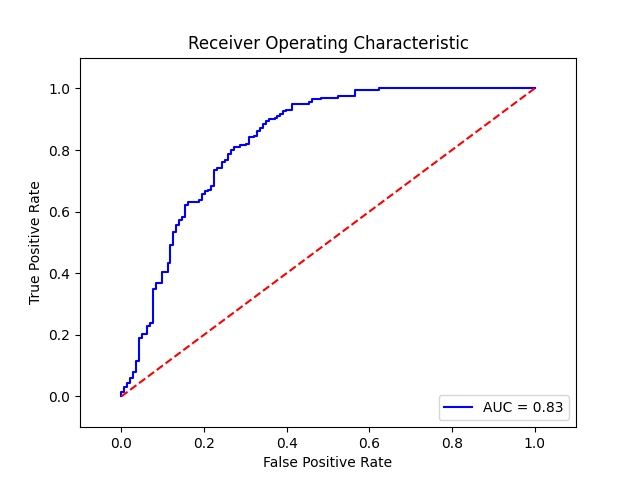 Receiver Operating Characteristic
True Positive Rate
1.0
0.8
0.6
0.4
0.2
0.0
AUC = 0.83
0.0 0.2 0.4 0.6 0.8 1.0
False Positive Rate